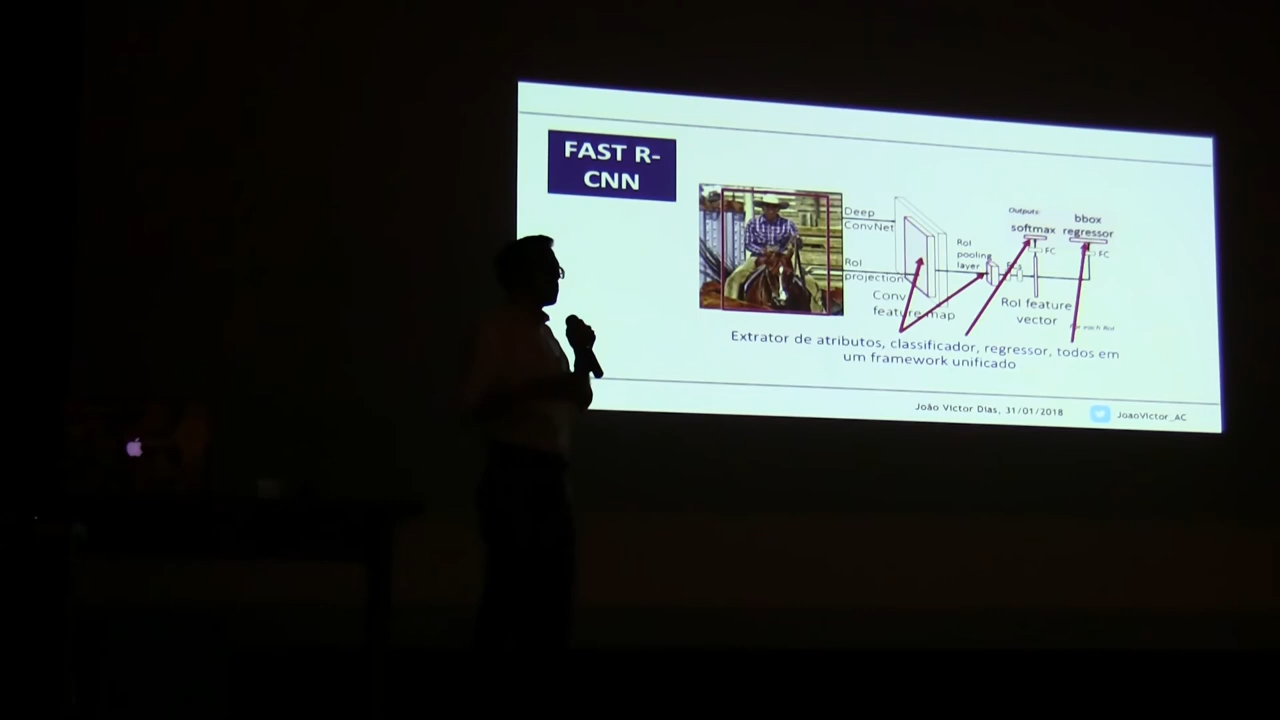 FAST R-
CNN
Deep
ConvNet
RoI
projection
Conv
feature map
RoI
pooling
layer
Outputs:
softmax
bbox
regressor
FC
FC
RoI feature
vector
For each RoI
Extrator de atributos, classificador, regressor, todos em
um framework unificado
João Victor Dias, 31/01/2018
JoaoVictor_AC